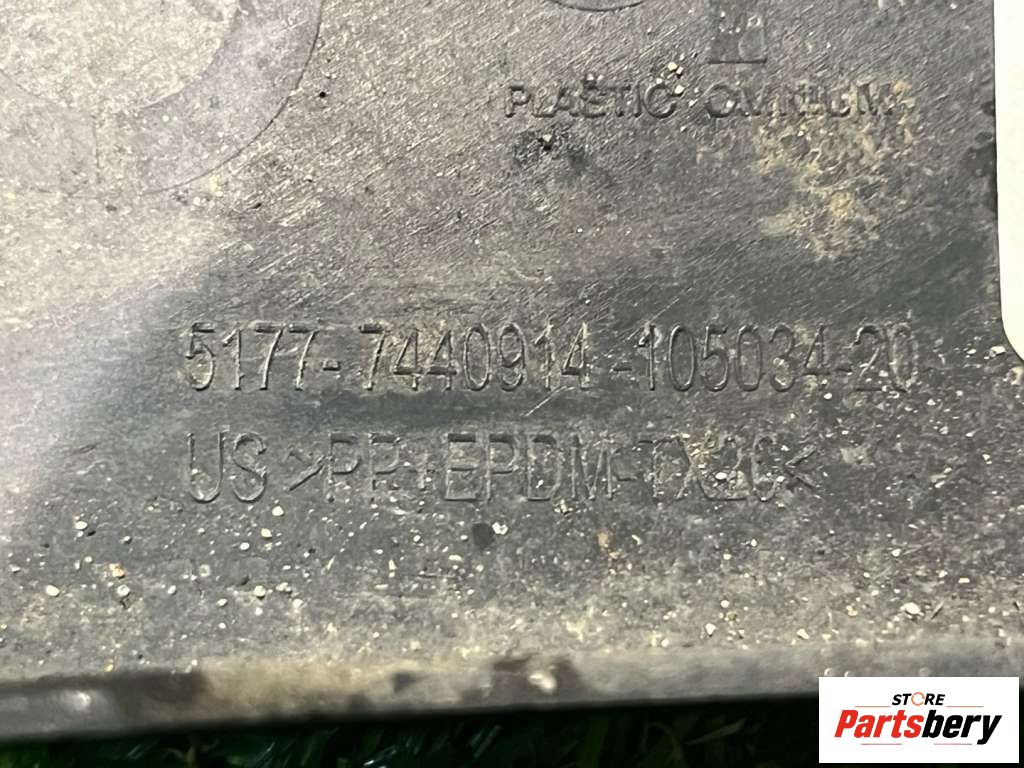 PLASTIC OMNIUM
5177-7440914-105034-20
US >PP+EPDM-TX20<
STORE
Partsbery